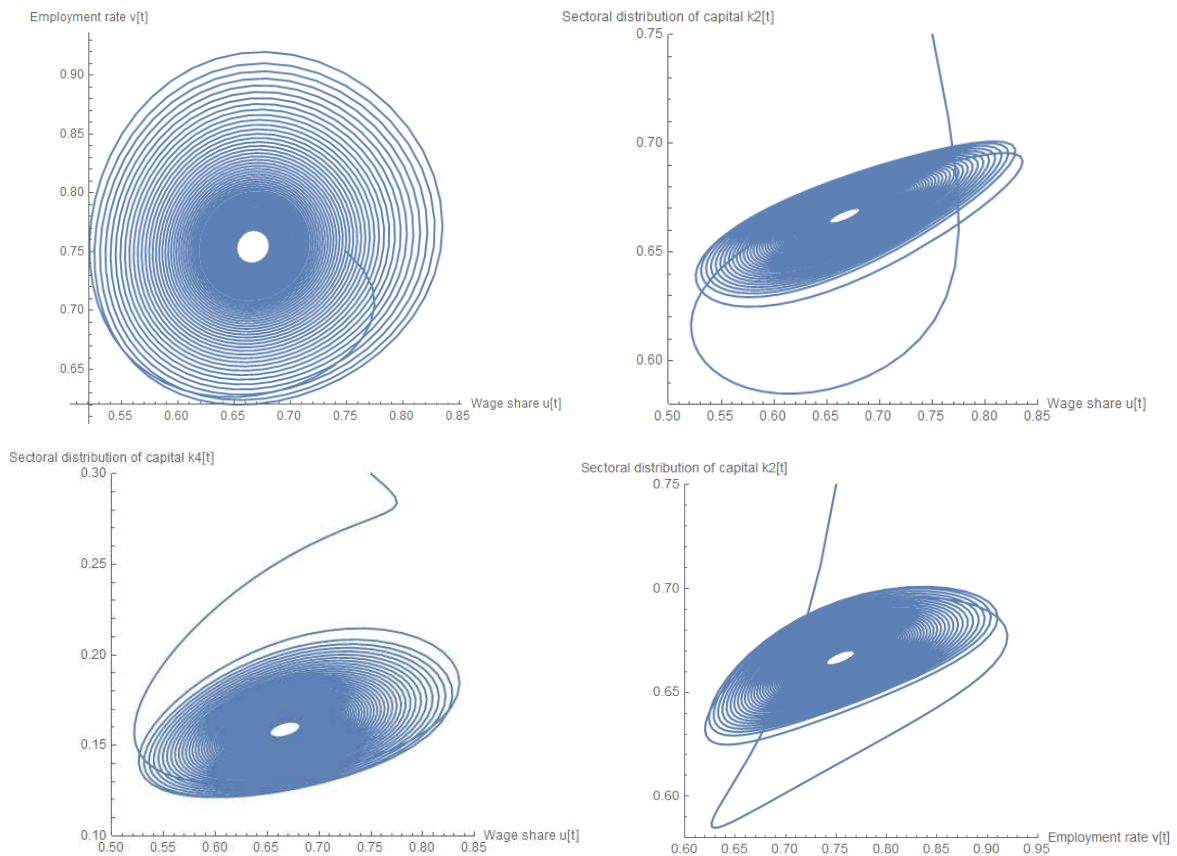 Employment rate v[t]
0.90
0.85
0.80
0.75
0.70
0.65
0.55 0.60 0.65 0.70 0.75 0.80 0.85
Wage share u[t]
Sectoral distribution of capital k2[t]
0.75
0.70
0.65
0.60
0.50 0.55 0.60 0.65 0.70 0.75 0.80 0.85
Wage share u[t]
Sectoral distribution of capital k4[t]
0.30
0.25
0.20
0.15
0.10
0.50 0.55 0.60 0.65 0.70 0.75 0.80 0.85
Wage share u[t]
Sectoral distribution of capital k2[t]
0.75
0.70
0.65
0.60
0.60 0.65 0.70 0.75 0.80 0.85 0.90 0.95
Employment rate v[t]